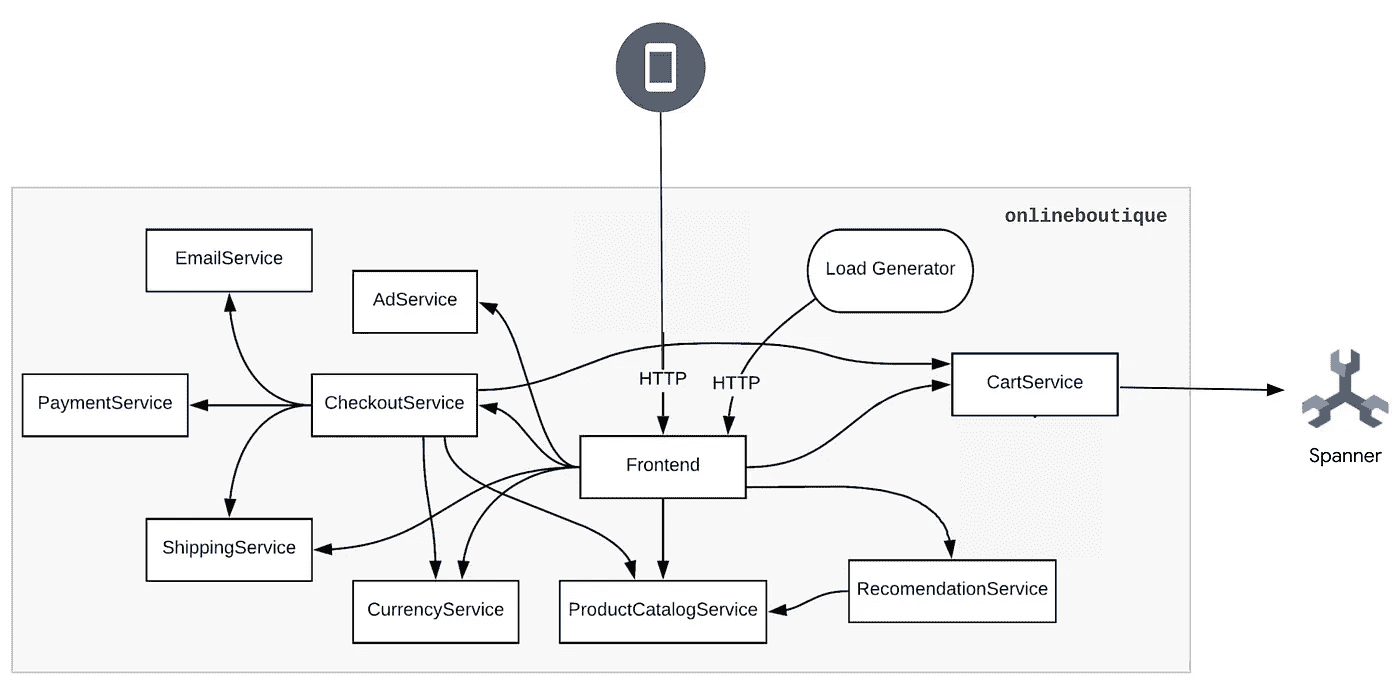 onlineboutique
EmailService
Load Generator
AdService
HTTP
HTTP
CartService
PaymentService
CheckoutService
Frontend
Spanner
ShippingService
RecomendationService
CurrencyService
ProductCatalogService